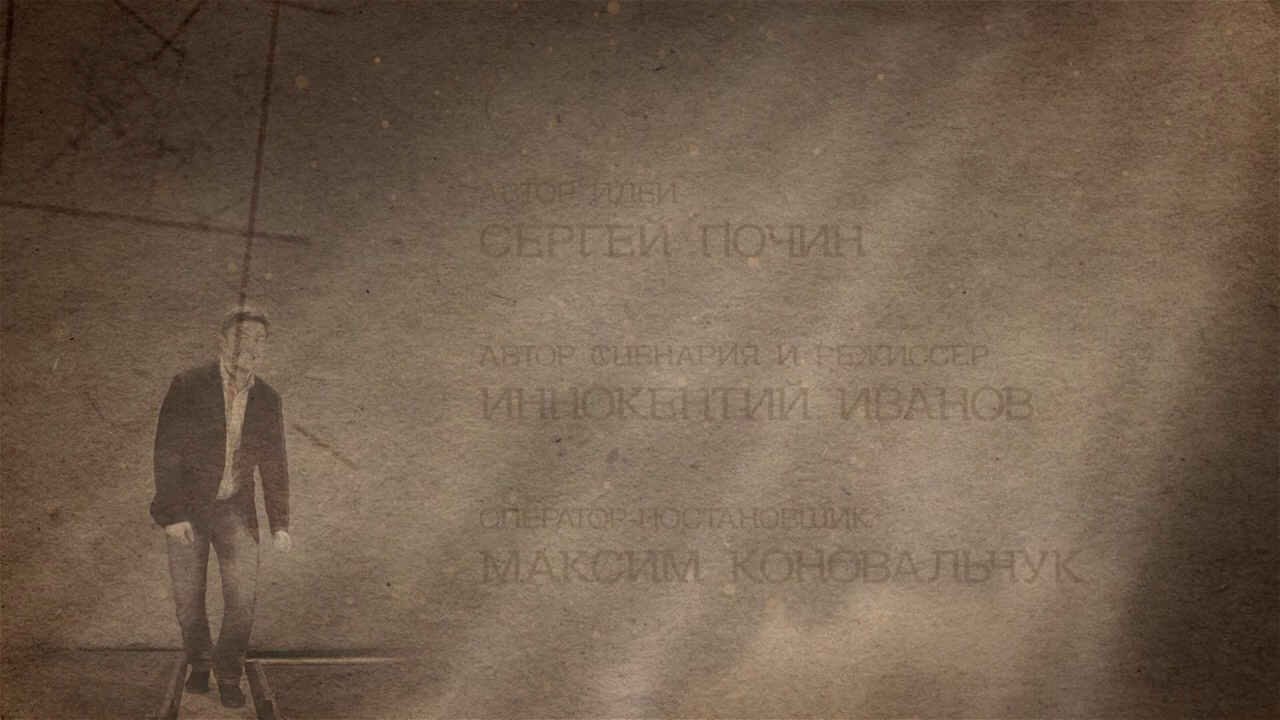 АВТОР ИДЕИ
СЕРГЕЙ ПОЧИН
АВТОР СЦЕНАРИЯ И РЕЖИССЕР
ИННОКЕНТИЙ ИВАНОВ
ОПЕРАТОР-ПОСТАНОВЩИК
МАКСИМ КОНОВАЛЬЧУК